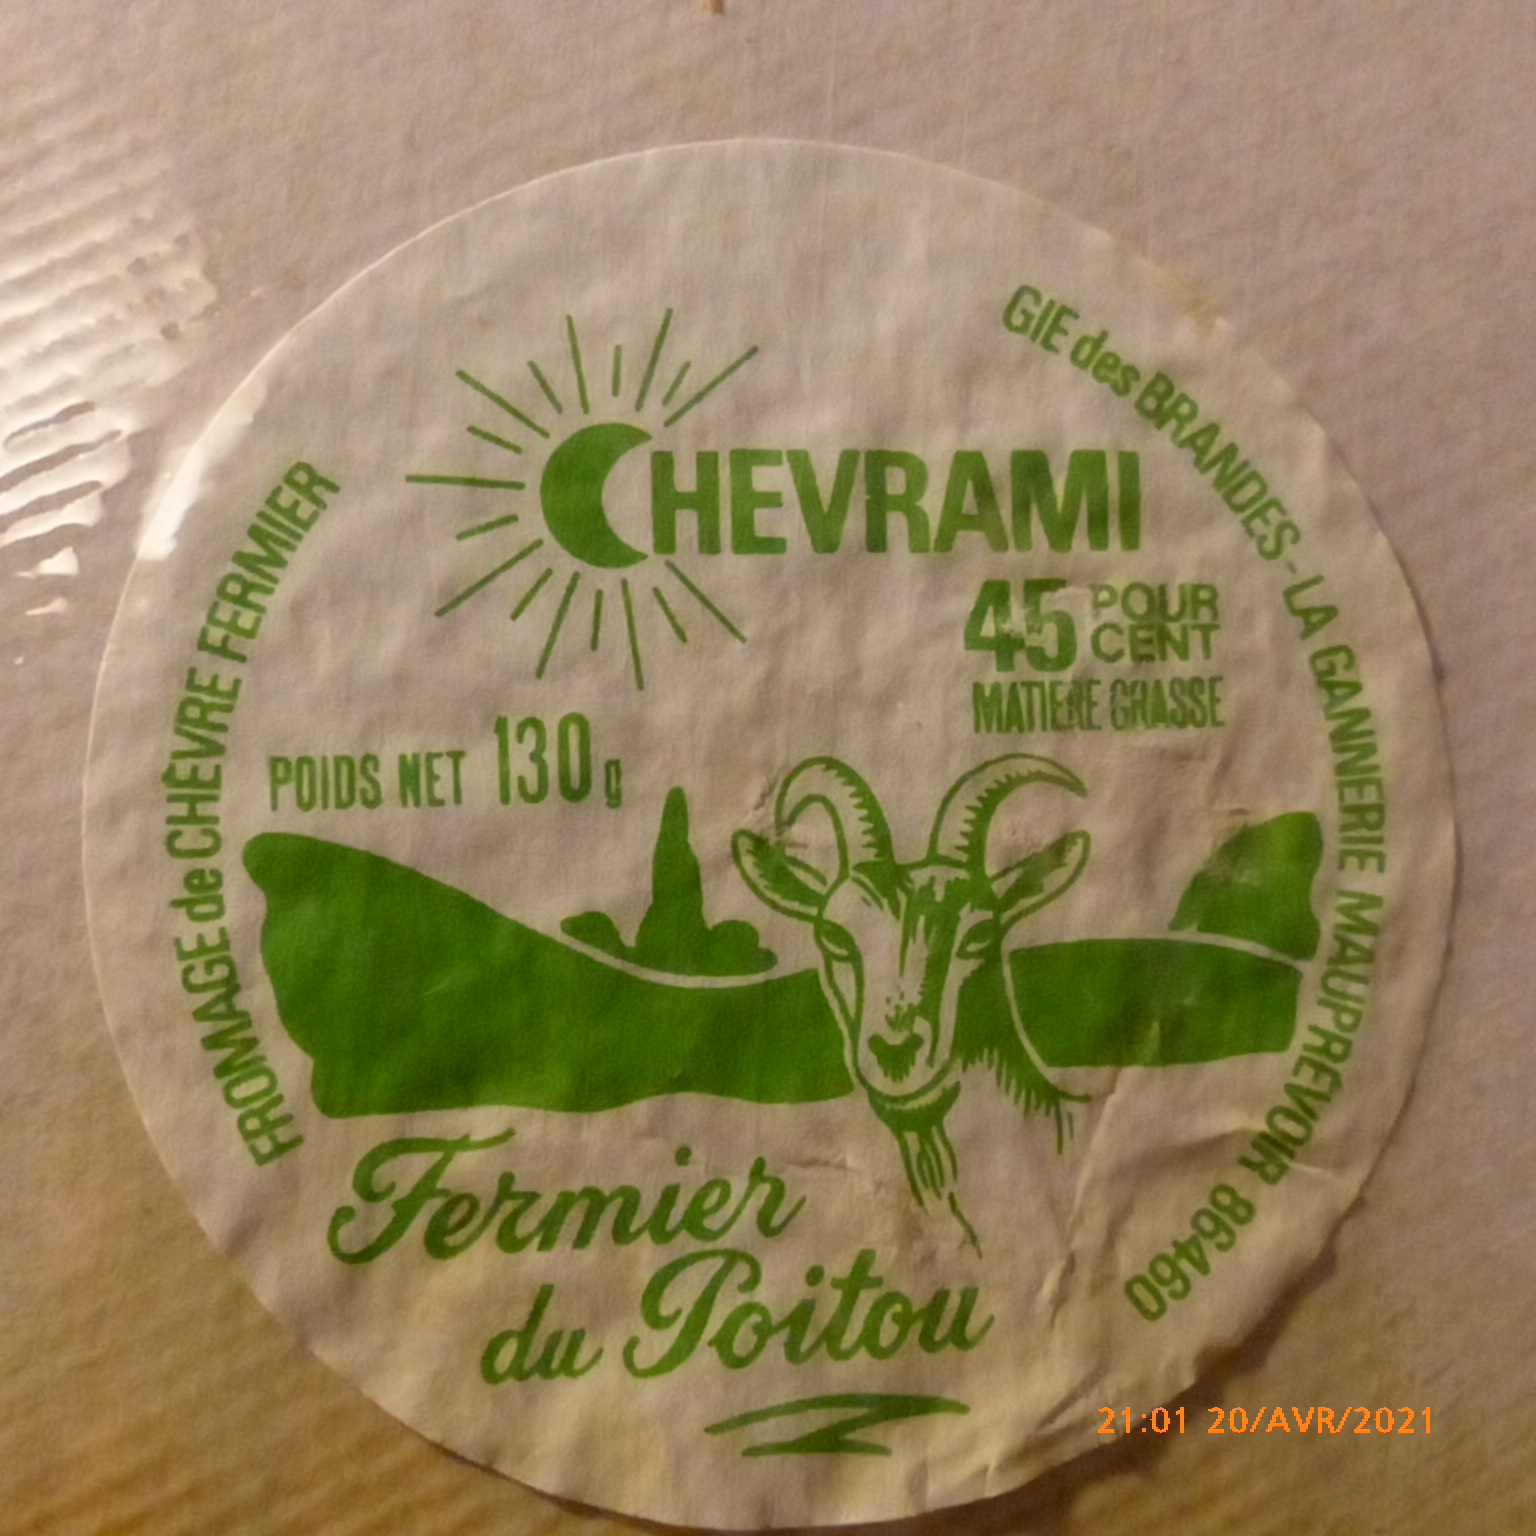 CHEVRAMI
45 POUR CENT
MATIERE GRASSE
POIDS NET 130g
FROMAGE de CHÈVRE FERMIER
GIE des BRANDES - LA GANNERIE MAUPRÉVOIR 86460
Fermier
du Poitou
21:01 20/AVR/2021